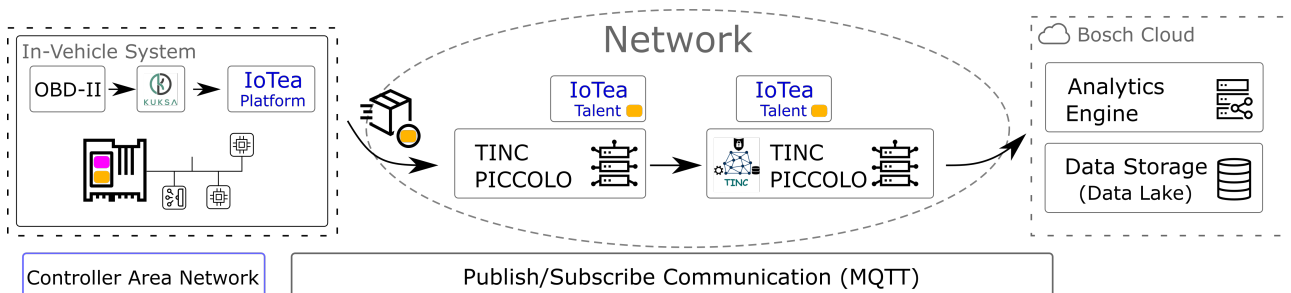 In-Vehicle System
OBD-II
KUKSA
IoTea
Platform
Network
IoTea
Talent
TINC
PICCOLO
IoTea
Talent
TINC
TINC
PICCOLO
Bosch Cloud
Analytics
Engine
Data Storage
(Data Lake)
Controller Area Network
Publish/Subscribe Communication (MQTT)